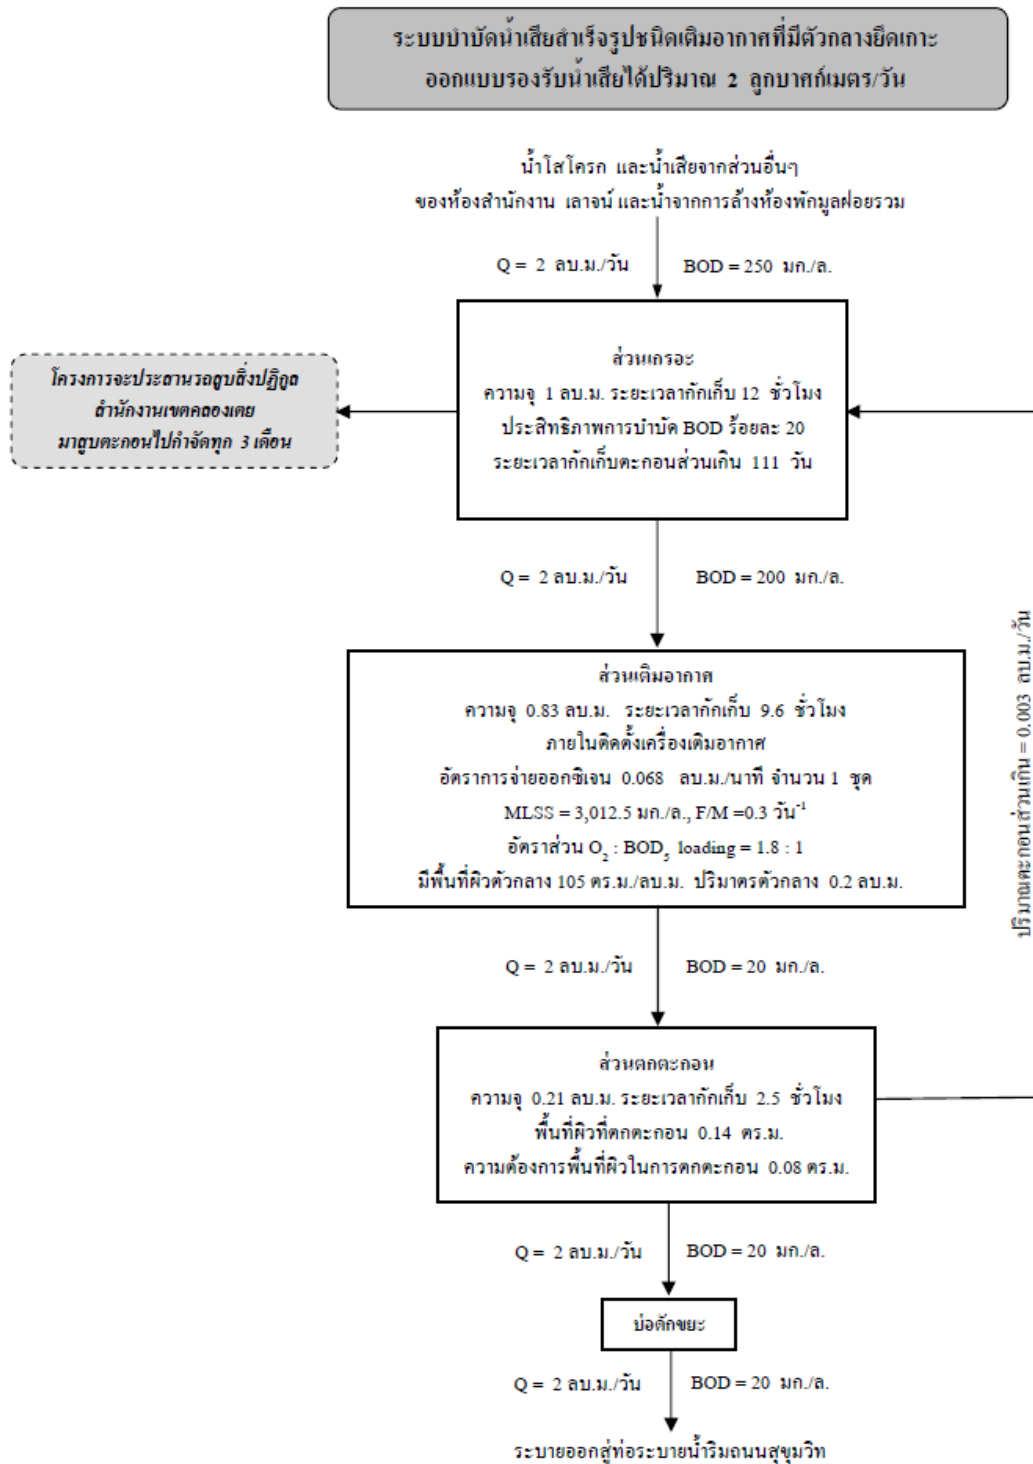 ระบบบำบัดน้ำเสียสำเร็จรูปชนิดเติมอากาศที่มีตัวกลางยึดเกาะ
ออกแบบรองรับน้ำเสียได้ปริมาณ 2 ลูกบาศก์เมตร/วัน
น้ำโสโครก และน้ำเสียจากส่วนอื่นๆ
ของห้องสำนักงาน เลาจน์ และน้ำจากการล้างห้องพักมูลฝอยรวม
Q = 2 ลบ.ม./วัน BOD = 250 มก./ล.
ส่วนเกรอะ
ความจุ 1 ลบ.ม. ระยะเวลากักเก็บ 12 ชั่วโมง
ประสิทธิภาพการบำบัด BOD ร้อยละ 20
ระยะเวลากักเก็บตะกอนส่วนเกิน 111 วัน
โครงการจะประสานรถสูบสิ่งปฏิกูล
สำนักงานเขตคลองเตย
มาสูบตะกอนไปกำจัดทุก 3 เดือน
Q = 2 ลบ.ม./วัน BOD = 200 มก./ล.
ส่วนเติมอากาศ
ความจุ 0.83 ลบ.ม. ระยะเวลากักเก็บ 9.6 ชั่วโมง
ภายในติดตั้งเครื่องเติมอากาศ
อัตราการจ่ายออกซิเจน 0.068 ลบ.ม./นาที จำนวน 1 ชุด
MLSS = 3,012.5 มก./ล., F/M =0.3 วัน⁻¹
อัตราส่วน O₂ : BOD₅ loading = 1.8 : 1
มีพื้นที่ผิวตัวกลาง 105 ตร.ม./ลบ.ม. ปริมาตรตัวกลาง 0.2 ลบ.ม.
ปริมาณตะกอนส่วนเกิน = 0.003 ลบ.ม./วัน
Q = 2 ลบ.ม./วัน BOD = 20 มก./ล.
ส่วนตกตะกอน
ความจุ 0.21 ลบ.ม. ระยะเวลากักเก็บ 2.5 ชั่วโมง
พื้นที่ผิวที่ตกตะกอน 0.14 ตร.ม.
ความต้องการพื้นที่ผิวในการตกตะกอน 0.08 ตร.ม.
Q = 2 ลบ.ม./วัน BOD = 20 มก./ล.
บ่อดักขยะ
Q = 2 ลบ.ม./วัน BOD = 20 มก./ล.
ระบายออกสู่ท่อระบายน้ำริมถนนสุขุมวิท